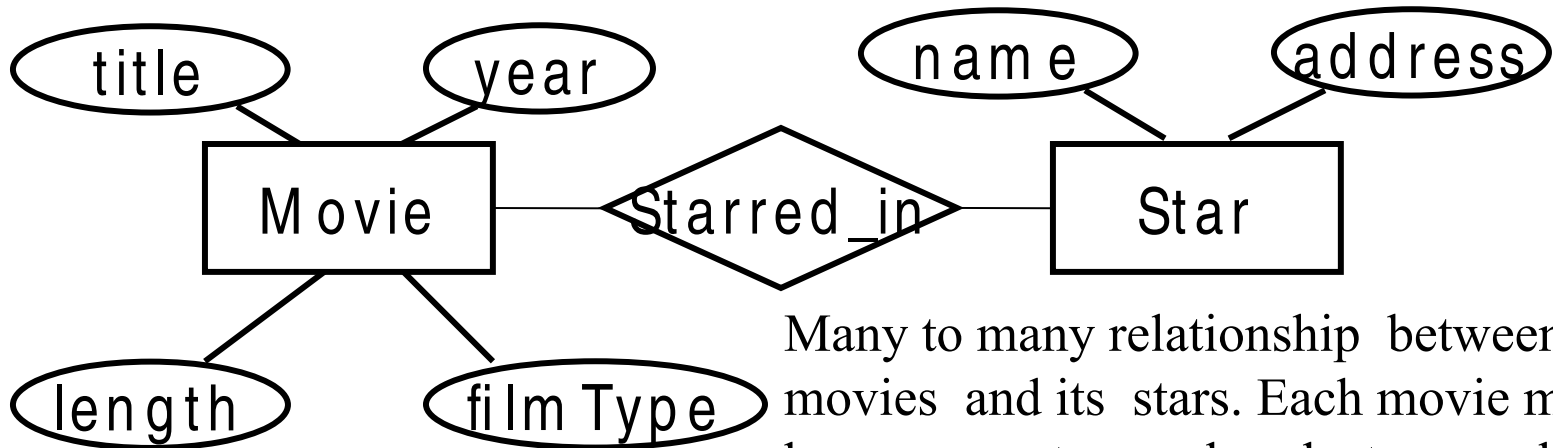 title
year
name
address
Movie
Starred_in
Star
length
filmType
Many to many relationship between
movies and its stars. Each movie